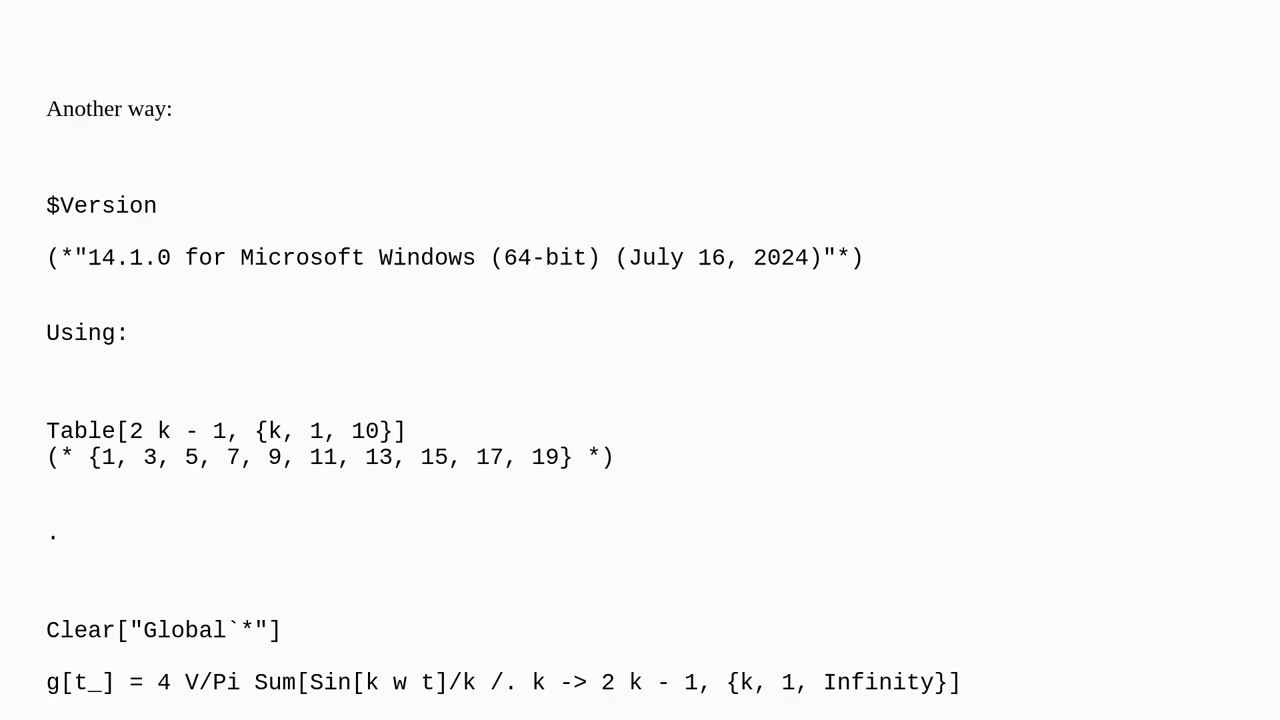 Another way:
$Version
(*"14.1.0 for Microsoft Windows (64-bit) (July 16, 2024)"*)
Using:
Table[2 k - 1, {k, 1, 10}]
(* {1, 3, 5, 7, 9, 11, 13, 15, 17, 19} *)
.
Clear["Global`*"]
g[t_] = 4 V/Pi Sum[Sin[k w t]/k /. k -> 2 k - 1, {k, 1, Infinity}]